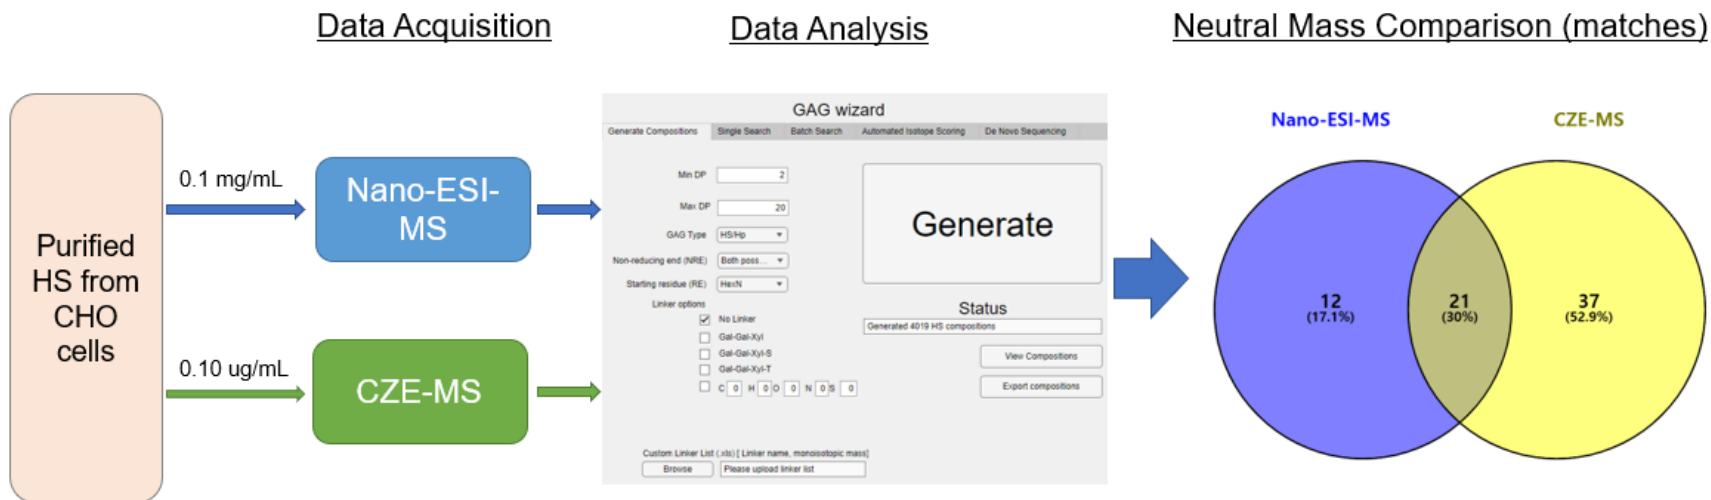 Data Acquisition
Data Analysis
Neutral Mass Comparison (matches)
Purified
HS from
CHO
cells
0.1 mg/mL
0.10 ug/mL
Nano-ESI-
MS
CZE-MS
GAG wizard
Generate Compositions
Single Search
Batch Search
Automated Isotope Scoring
De Novo Sequencing
Min DP
2
Max DP
20
GAG Type
HS/Hp
Non-reducing end (NRE)
Both poss...
Starting residue (RE)
HexN
Linker options
No Linker
Gal-Gal-Xyl
Gal-Gal-Xyl-S
Gal-Gal-Xyl-T
C 0 H 0 O 0 N 0 S 0
Custom Linker List (.xls) [ Linker name, monoisotopic mass]
Browse
Please upload linker list
Generate
Status
Generated 4019 HS compositions
View Compositions
Export compositions
Nano-ESI-MS
CZE-MS
12
(17.1%)
21
(30%)
37
(52.9%)